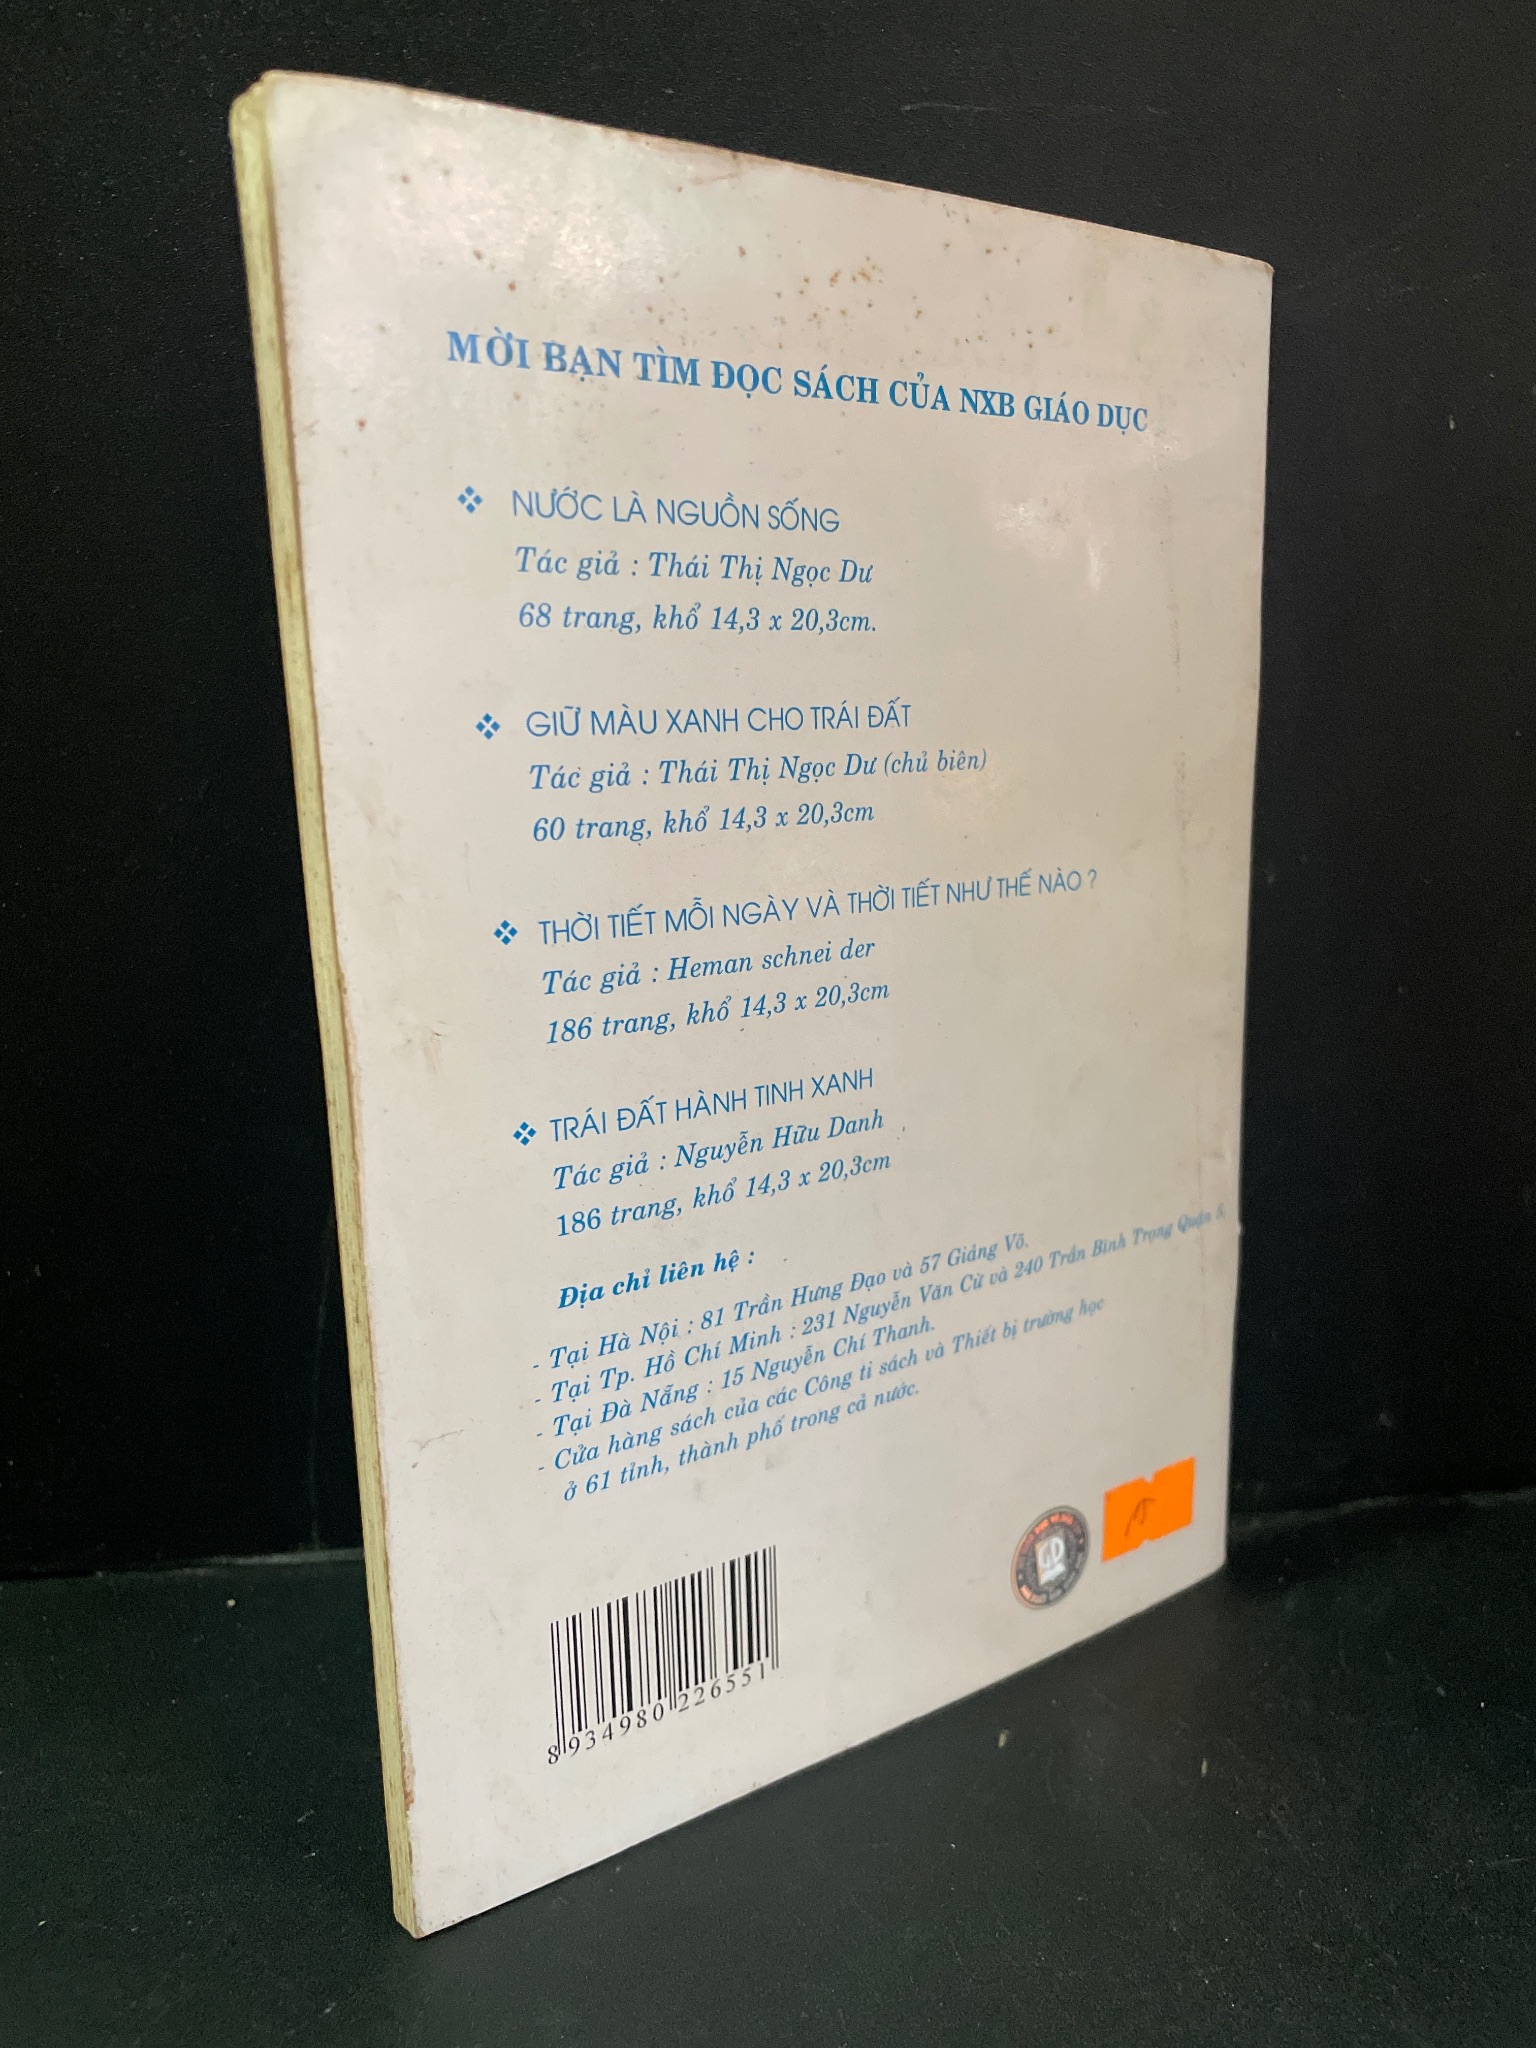 MỜI BẠN TÌM ĐỌC SÁCH CỦA NXB GIÁO DỤC
NƯỚC LÀ NGUỒN SỐNG
Tác giả : Thái Thị Ngọc Dư
68 trang, khổ 14,3 x 20,3cm.
GIỮ MÀU XANH CHO TRÁI ĐẤT
Tác giả : Thái Thị Ngọc Dư (chủ biên)
60 trang, khổ 14,3 x 20,3cm
THỜI TIẾT MỖI NGÀY VÀ THỜI TIẾT NHƯ THẾ NÀO ?
Tác giả : Heman schnei der
186 trang, khổ 14,3 x 20,3cm
TRÁI ĐẤT HÀNH TINH XANH
Tác giả : Nguyễn Hữu Danh
186 trang, khổ 14,3 x 20,3cm
Địa chỉ liên hệ :
- Tại Hà Nội : 81 Trần Hưng Đạo và 57 Giảng Võ.
- Tại Tp. Hồ Chí Minh : 231 Nguyễn Văn Cừ và 240 Trần Bình Trọng Quận 5.
- Tại Đà Nẵng : 15 Nguyễn Chí Thanh.
- Cửa hàng sách của các Công ti sách và Thiết bị trường học
ở 61 tỉnh, thành phố trong cả nước.
GD
8934980226551